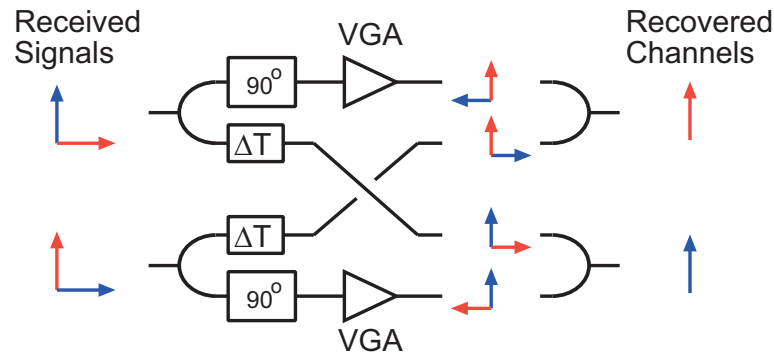 Received
Signals
VGA
Recovered
Channels
90°
ΔT
ΔT
90°
VGA